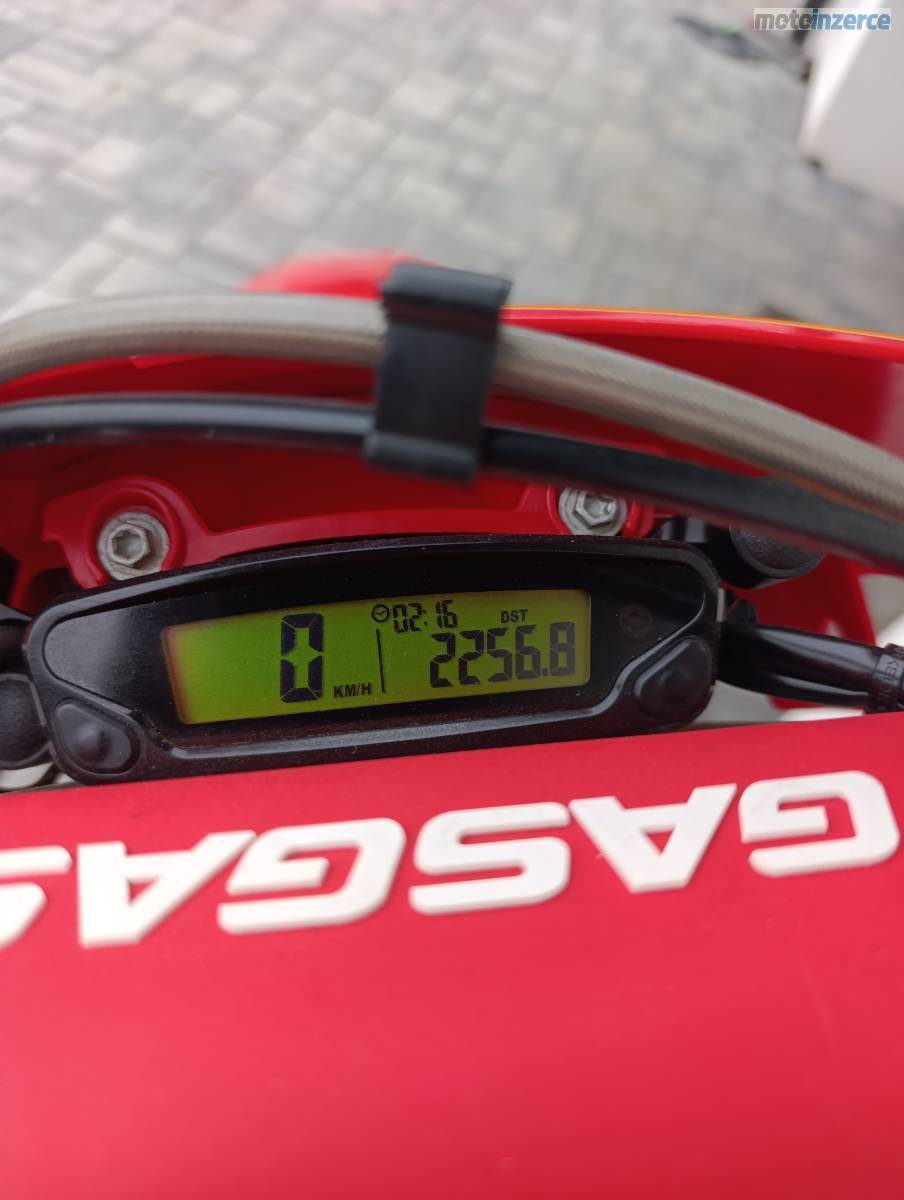 motoinzerce
02:16 DST
0 KM/H 2256.8
GASGAS